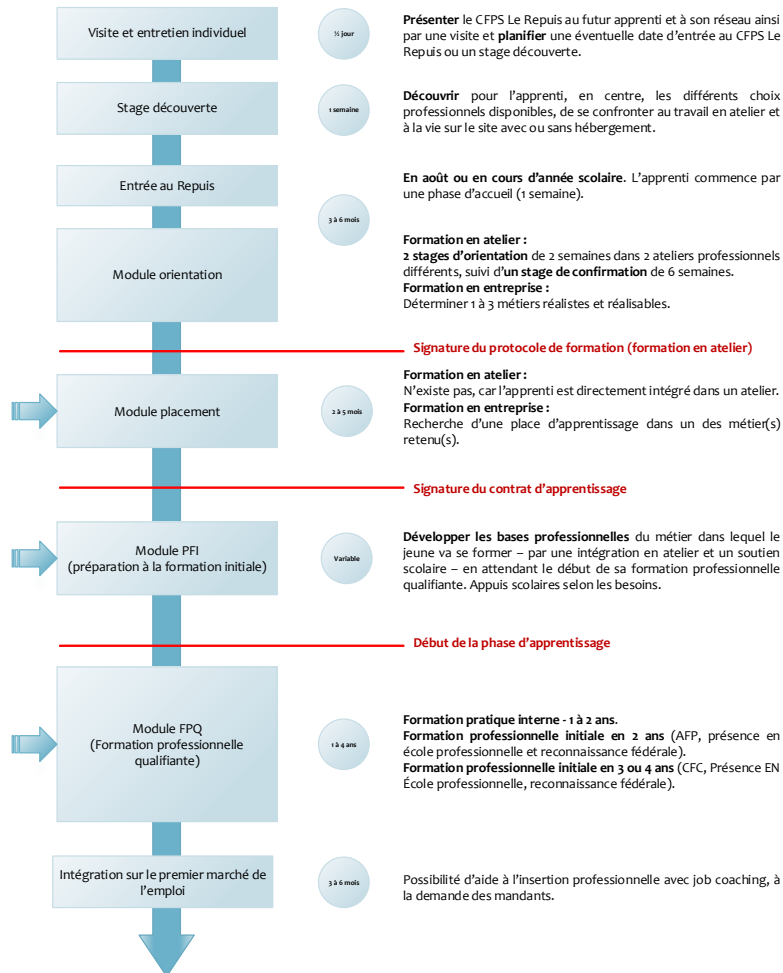 Visite et entretien individuel
½ jour
Présenter le CFPS Le Repuis au futur apprenti et à son réseau ainsi
par une visite et planifier une éventuelle date d'entrée au CFPS Le
Repuis ou un stage découverte.
Stage découverte
1 semaine
Découvrir pour l'apprenti, en centre, les différents choix
professionnels disponibles, de se confronter au travail en atelier et
à la vie sur le site avec ou sans hébergement.
Entrée au Repuis
3 à 6 mois
En août ou en cours d'année scolaire. L'apprenti commence par
une phase d'accueil (1 semaine).
Module orientation
Formation en atelier :
2 stages d'orientation de 2 semaines dans 2 ateliers professionnels
différents, suivi d'un stage de confirmation de 6 semaines.
Formation en entreprise :
Déterminer 1 à 3 métiers réalistes et réalisables.
Signature du protocole de formation (formation en atelier)
Module placement
2 à 5 mois
Formation en atelier :
N'existe pas, car l'apprenti est directement intégré dans un atelier.
Formation en entreprise :
Recherche d'une place d'apprentissage dans un des métier(s)
retenu(s).
Signature du contrat d'apprentissage
Module PFI
(préparation à la formation initiale)
Variable
Développer les bases professionnelles du métier dans lequel le
jeune va se former – par une intégration en atelier et un soutien
scolaire – en attendant le début de sa formation professionnelle
qualifiante. Appuis scolaires selon les besoins.
Début de la phase d'apprentissage
Module FPQ
(Formation professionnelle
qualifiante)
1 à 4 ans
Formation pratique interne - 1 à 2 ans.
Formation professionnelle initiale en 2 ans (AFP, présence en
école professionnelle et reconnaissance fédérale).
Formation professionnelle initiale en 3 ou 4 ans (CFC, Présence EN
École professionnelle, reconnaissance fédérale).
Intégration sur le premier marché de
l'emploi
3 à 6 mois
Possibilité d'aide à l'insertion professionnelle avec job coaching, à
la demande des mandants.